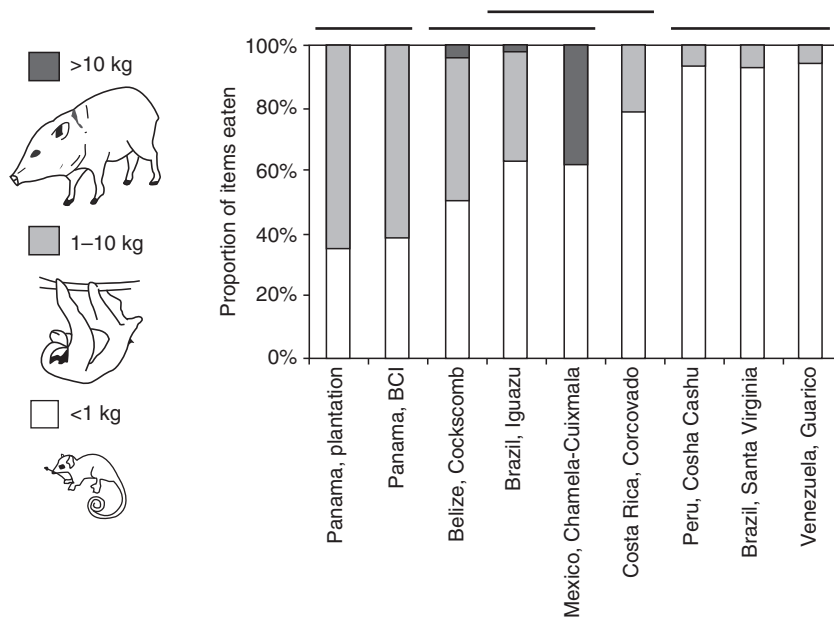 >10 kg
1–10 kg
<1 kg
Proportion of items eaten
100%
80%
60%
40%
20%
0%
Panama, plantation
Panama, BCI
Belize, Cockscomb
Brazil, Iguazu
Mexico, Chamela-Cuixmala
Costa Rica, Corcovado
Peru, Cosha Cashu
Brazil, Santa Virginia
Venezuela, Guarico